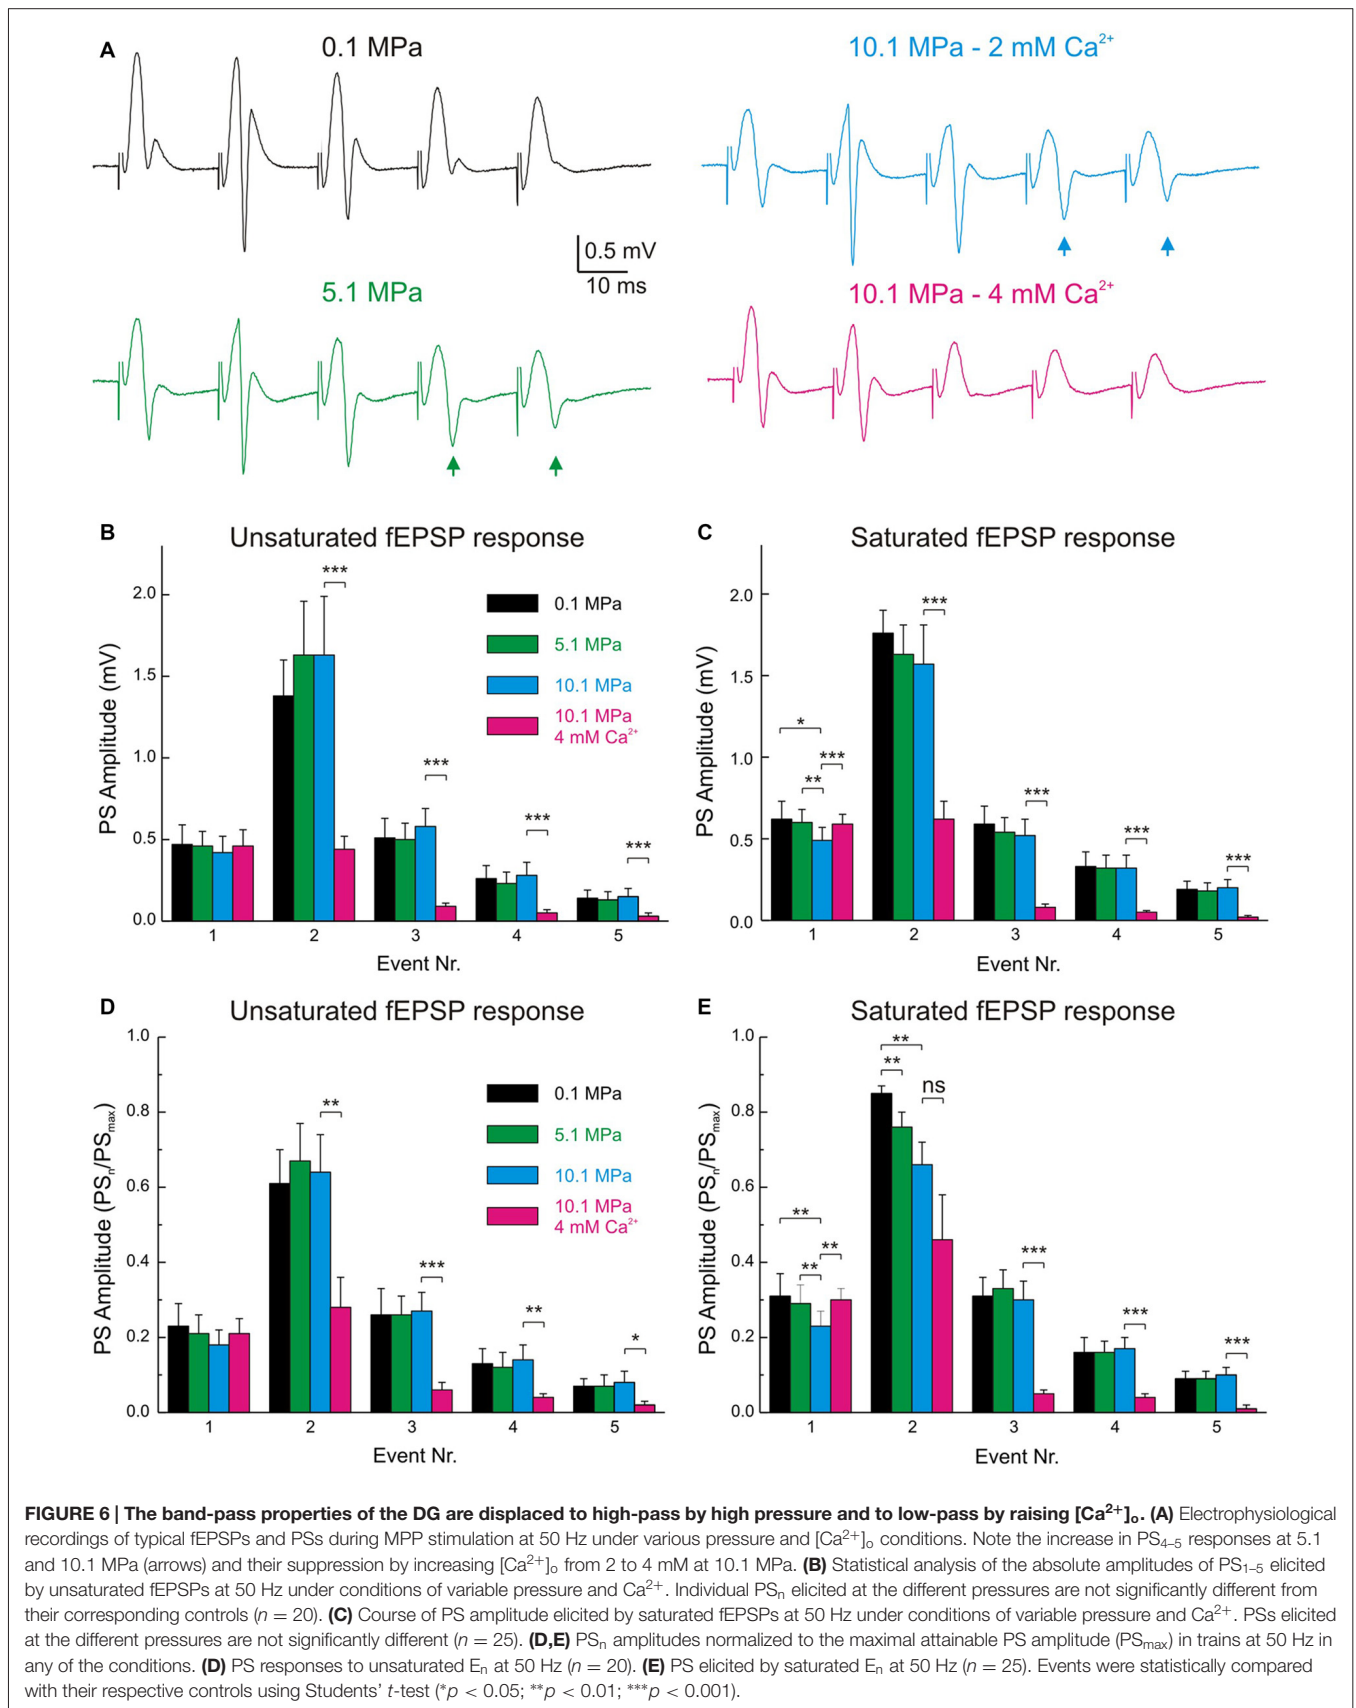 A
0.1 MPa
10.1 MPa - 2 mM Ca²⁺
0.5 mV
10 ms
5.1 MPa
10.1 MPa - 4 mM Ca²⁺
B
Unsaturated fEPSP response
PS Amplitude (mV)
2.0
1.5
1.0
0.5
0.0
***
***
***
***
0.1 MPa
5.1 MPa
10.1 MPa
10.1 MPa
4 mM Ca²⁺
1 2 3 4 5
Event Nr.
C
Saturated fEPSP response
PS Amplitude (mV)
2.0
1.5
1.0
0.5
0.0
*
**
***
***
***
***
***
1 2 3 4 5
Event Nr.
D
Unsaturated fEPSP response
PS Amplitude (PSₙ/PSmax)
1.0
0.8
0.6
0.4
0.2
0.0
**
***
**
*
0.1 MPa
5.1 MPa
10.1 MPa
10.1 MPa
4 mM Ca²⁺
1 2 3 4 5
Event Nr.
E
Saturated fEPSP response
PS Amplitude (PSₙ/PSmax)
1.0
0.8
0.6
0.4
0.2
0.0
**
**
**
**
**
ns
***
***
***
1 2 3 4 5
Event Nr.
FIGURE 6 | The band-pass properties of the DG are displaced to high-pass by high pressure and to low-pass by raising [Ca²⁺]ₒ. (A) Electrophysiological
recordings of typical fEPSPs and PSs during MPP stimulation at 50 Hz under various pressure and [Ca²⁺]ₒ conditions. Note the increase in PS₄₋₅ responses at 5.1
and 10.1 MPa (arrows) and their suppression by increasing [Ca²⁺]ₒ from 2 to 4 mM at 10.1 MPa. (B) Statistical analysis of the absolute amplitudes of PS₁₋₅ elicited
by unsaturated fEPSPs at 50 Hz under conditions of variable pressure and Ca²⁺. Individual PSₙ elicited at the different pressures are not significantly different from
their corresponding controls (n = 20). (C) Course of PS amplitude elicited by saturated fEPSPs at 50 Hz under conditions of variable pressure and Ca²⁺. PSs elicited
at the different pressures are not significantly different (n = 25). (D,E) PSₙ amplitudes normalized to the maximal attainable PS amplitude (PSmax) in trains at 50 Hz in
any of the conditions. (D) PS responses to unsaturated Eₙ at 50 Hz (n = 20). (E) PS elicited by saturated Eₙ at 50 Hz (n = 25). Events were statistically compared
with their respective controls using Students' t-test (*p < 0.05; **p < 0.01; ***p < 0.001).